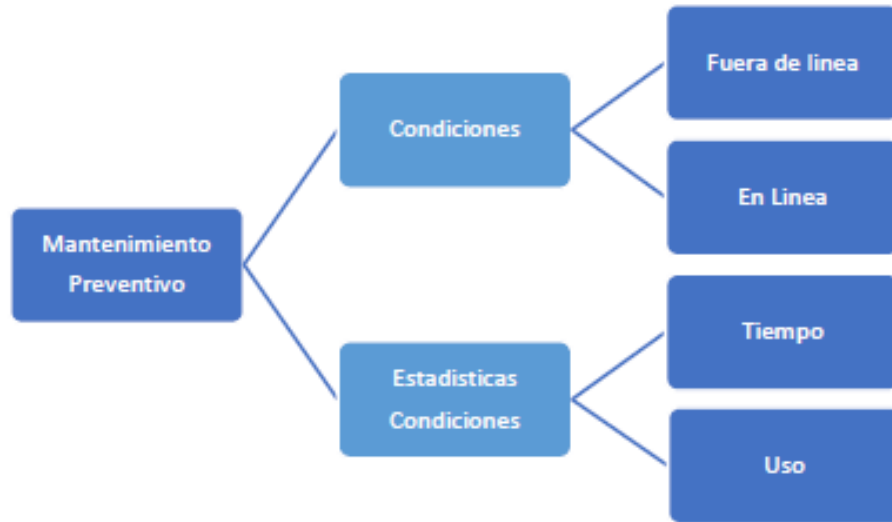 Mantenimiento
Preventivo
Condiciones
Fuera de linea
En Linea
Estadisticas
Condiciones
Tiempo
Uso